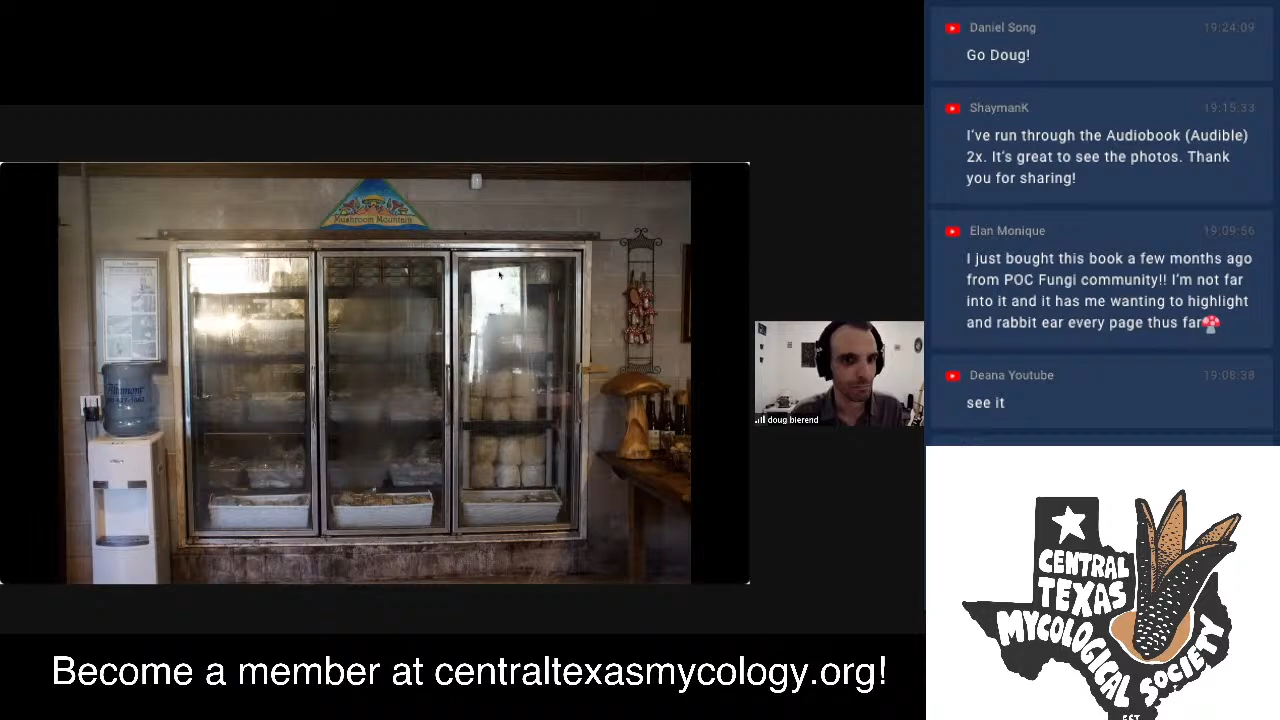 Mushroom Mountain
doug bierend
Become a member at centraltexasmycology.org!
Daniel Song
19:24:09
Go Doug!
ShaymanK
19:15:33
I've run through the Audiobook (Audible)
2x. It's great to see the photos. Thank
you for sharing!
Elan Monique
19:09:56
I just bought this book a few months ago
from POC Fungi community!! I'm not far
into it and it has me wanting to highlight
and rabbit ear every page thus far🍄
Deana Youtube
19:08:38
see it
CENTRAL
TEXAS
MYCOLOGICAL
SOCIETY
EST